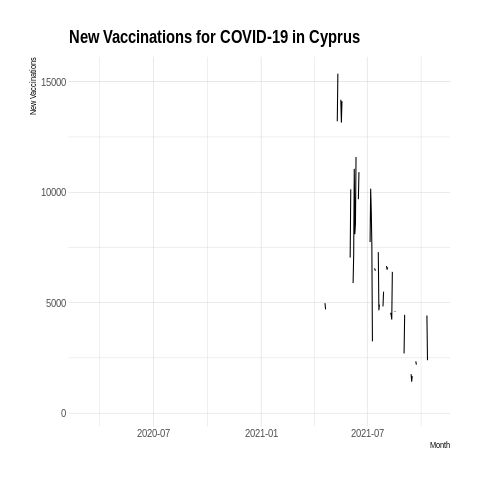 New Vaccinations for COVID-19 in Cyprus
New Vaccinations
15000
10000
5000
0
2020-07
2021-01
2021-07
Month